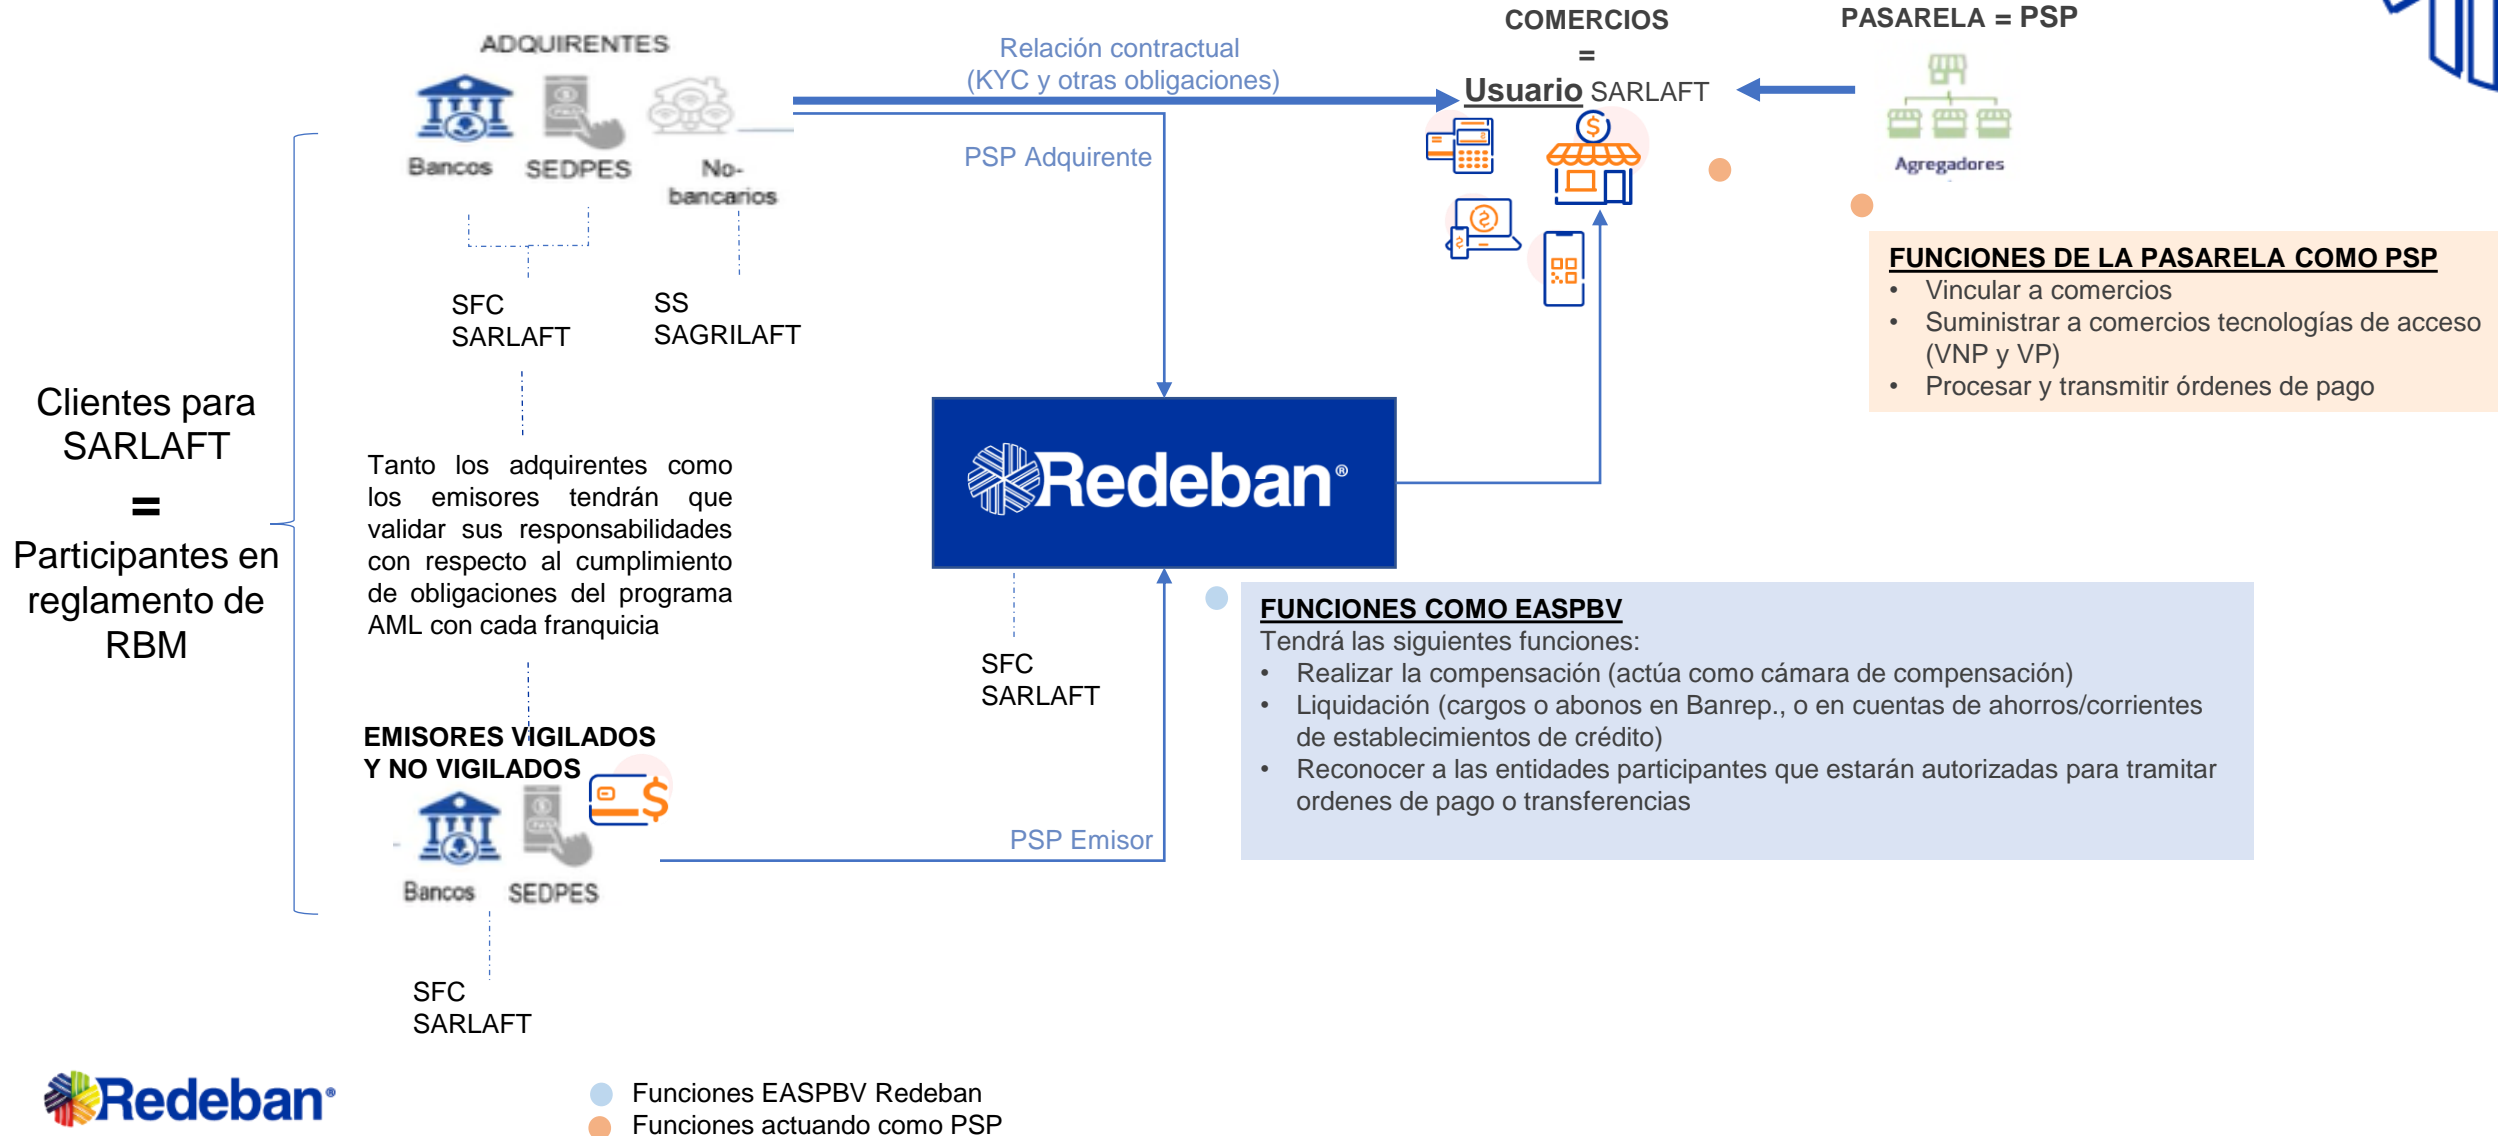 ADQUIRENTES
Bancos
SEDPES
No-
bancarios
SFC
SARLAFT
SS
SAGRILAFT
Relación contractual
(KYC y otras obligaciones)
PSP Adquirente
COMERCIOS
=
Usuario SARLAFT
PASARELA = PSP
Agregadores
FUNCIONES DE LA PASARELA COMO PSP
• Vincular a comercios
• Suministrar a comercios tecnologías de acceso
(VNP y VP)
• Procesar y transmitir órdenes de pago
Clientes para
SARLAFT
=
Participantes en
reglamento de
RBM
Tanto los adquirentes como
los emisores tendrán que
validar sus responsabilidades
con respecto al cumplimiento
de obligaciones del programa
AML con cada franquicia
Redeban®
SFC
SARLAFT
FUNCIONES COMO EASPBV
Tendrá las siguientes funciones:
• Realizar la compensación (actúa como cámara de compensación)
• Liquidación (cargos o abonos en Banrep., o en cuentas de ahorros/corrientes
de establecimientos de crédito)
• Reconocer a las entidades participantes que estarán autorizadas para tramitar
ordenes de pago o transferencias
EMISORES VIGILADOS
Y NO VIGILADOS
Bancos
SEDPES
PSP Emisor
SFC
SARLAFT
Redeban®
Funciones EASPBV Redeban
Funciones actuando como PSP